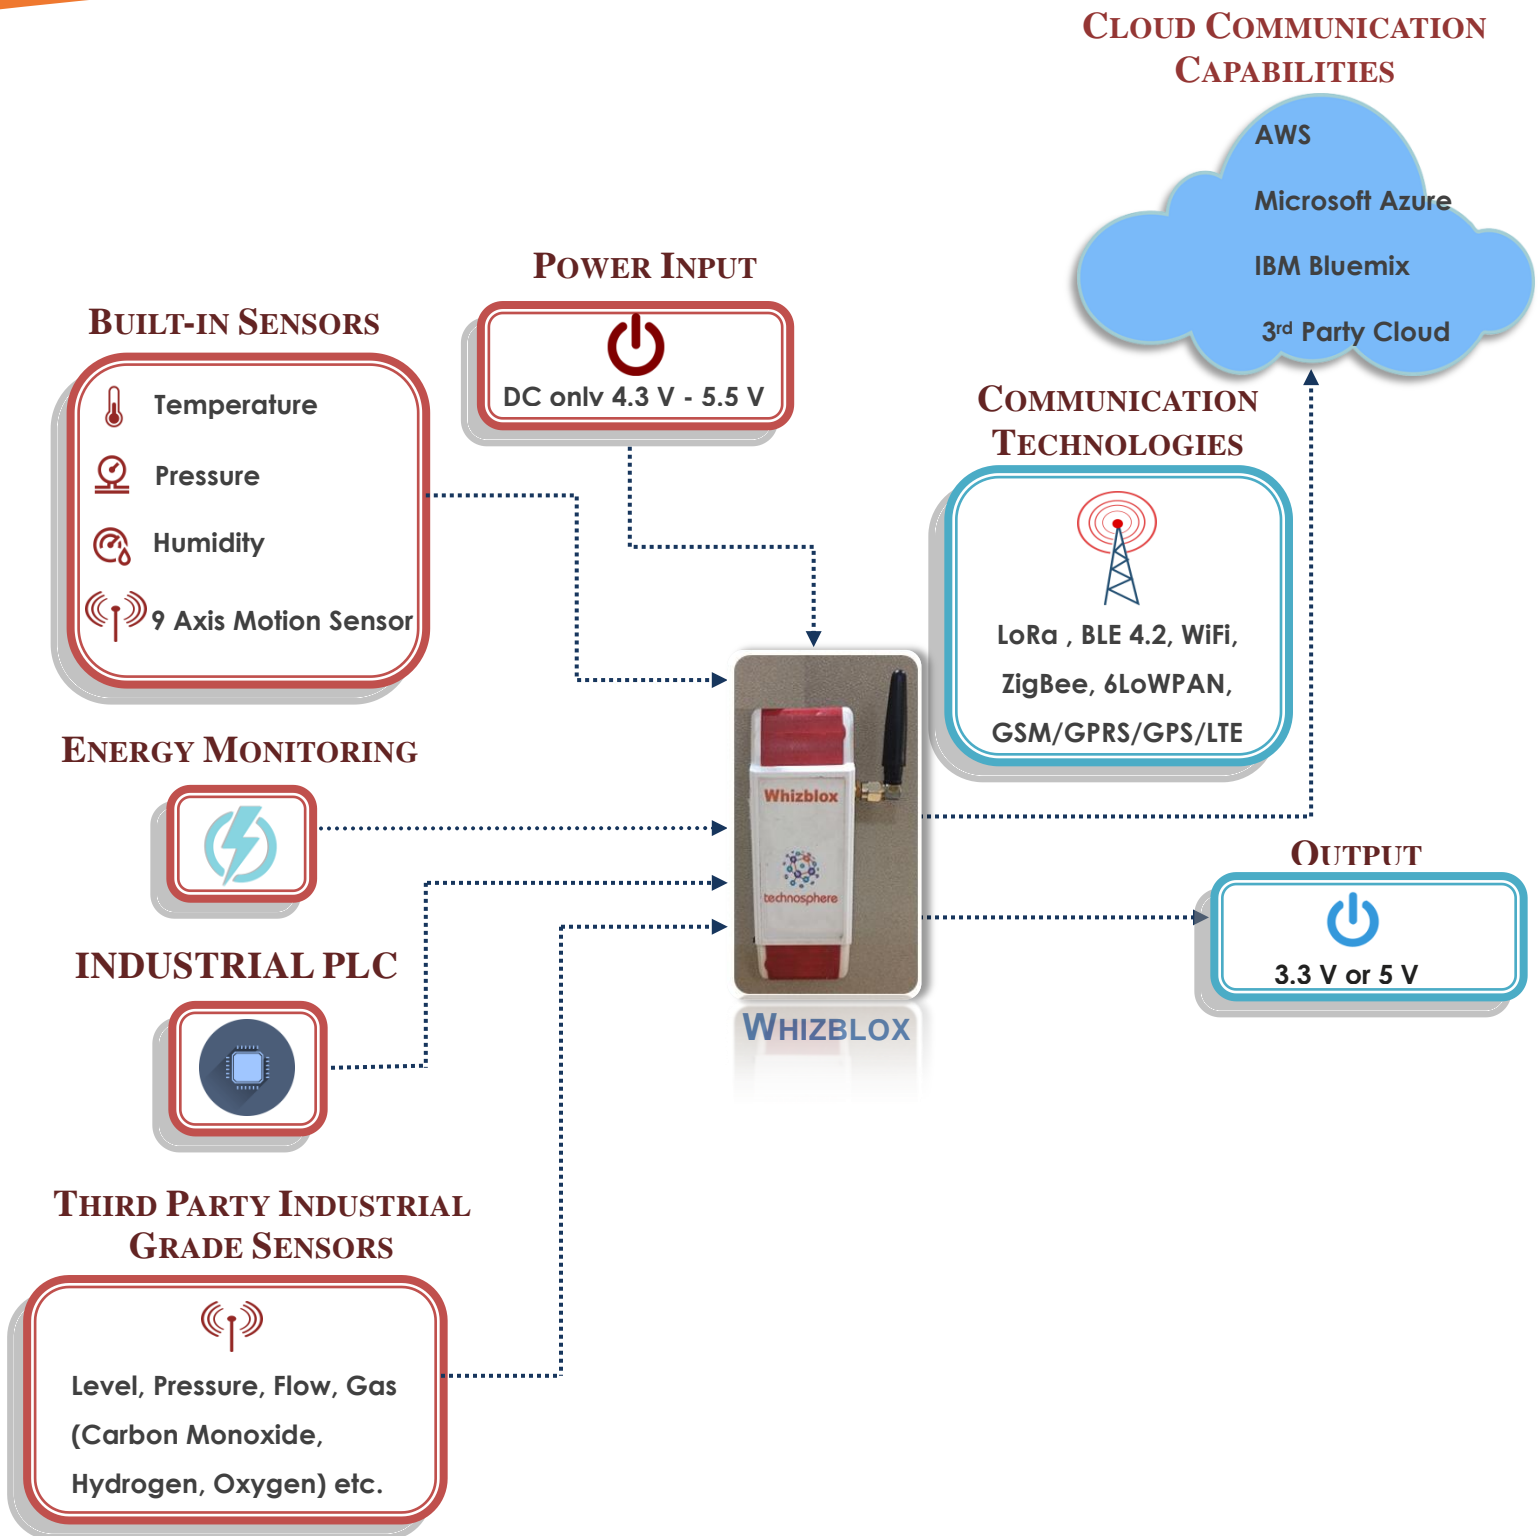 CLOUD COMMUNICATION
CAPABILITIES
AWS
Microsoft Azure
IBM Bluemix
3rd Party Cloud
POWER INPUT
DC only 4.3 V - 5.5 V
BUILT-IN SENSORS
Temperature
Pressure
Humidity
9 Axis Motion Sensor
COMMUNICATION
TECHNOLOGIES
LoRa , BLE 4.2, WiFi,
ZigBee, 6LoWPAN,
GSM/GPRS/GPS/LTE
ENERGY MONITORING
Whizblox
technosphere
WHIZBLOX
OUTPUT
3.3 V or 5 V
INDUSTRIAL PLC
THIRD PARTY INDUSTRIAL
GRADE SENSORS
Level, Pressure, Flow, Gas
(Carbon Monoxide,
Hydrogen, Oxygen) etc.